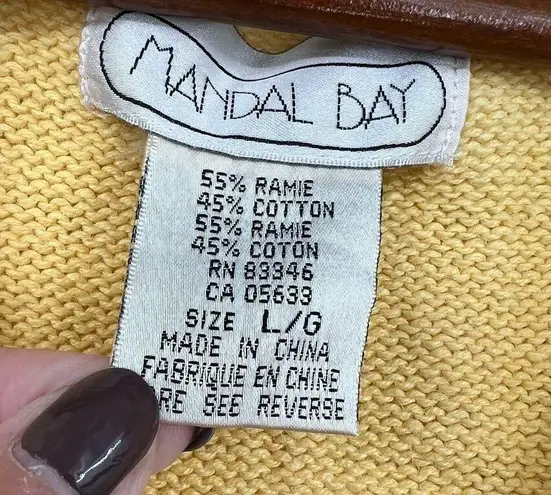 MANDAL BAY
55% RAMIE
45% COTTON
55% RAMIE
45% COTON
RN 83346
CA 05633
SIZE L/G
MADE IN CHINA
FABRIQUE EN CHINE
SEE REVERSE